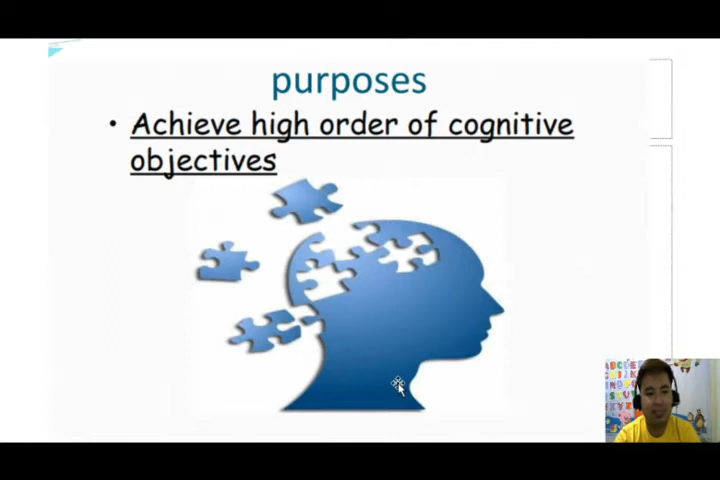 purposes
• Achieve high order of cognitive
objectives